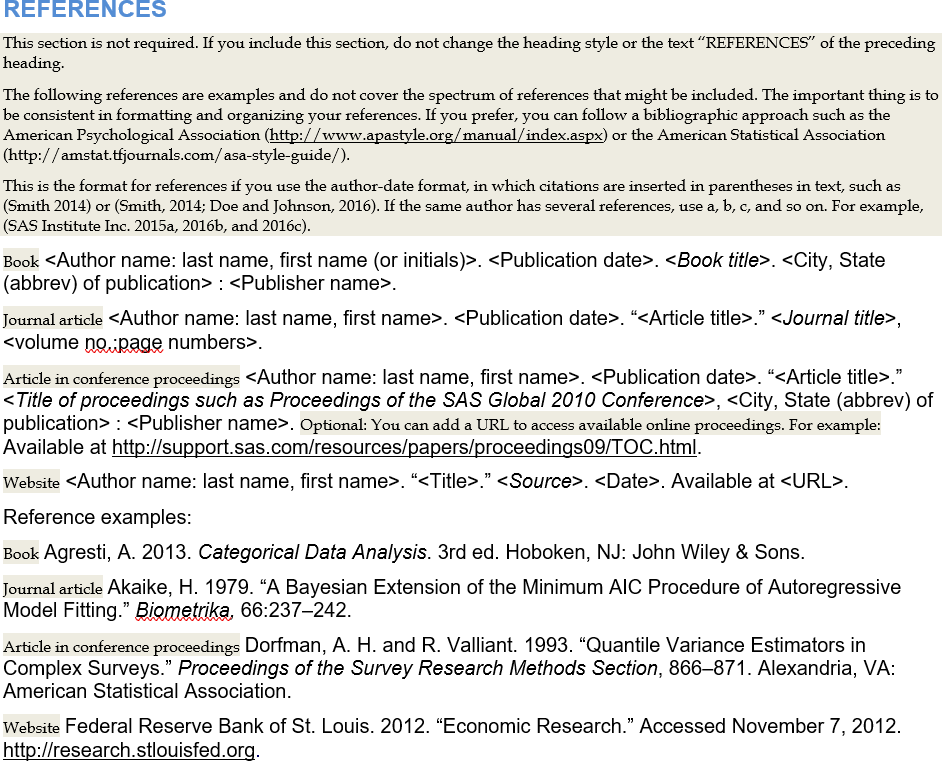 REFERENCES
This section is not required. If you include this section, do not change the heading style or the text “REFERENCES” of the preceding
heading.
The following references are examples and do not cover the spectrum of references that might be included. The important thing is to
be consistent in formatting and organizing your references. If you prefer, you can follow a bibliographic approach such as the
American Psychological Association (http://www.apastyle.org/manual/index.aspx) or the American Statistical Association
(http://amstat.tfjournals.com/asa-style-guide/).
This is the format for references if you use the author-date format, in which citations are inserted in parentheses in text, such as
(Smith 2014) or (Smith, 2014; Doe and Johnson, 2016). If the same author has several references, use a, b, c, and so on. For example,
(SAS Institute Inc. 2015a, 2016b, and 2016c).
Book <Author name: last name, first name (or initials)>. <Publication date>. <Book title>. <City, State
(abbrev) of publication> : <Publisher name>.
Journal article <Author name: last name, first name>. <Publication date>. “<Article title>.” <Journal title>,
<volume no.:page numbers>.
Article in conference proceedings <Author name: last name, first name>. <Publication date>. “<Article title>.”
<Title of proceedings such as Proceedings of the SAS Global 2010 Conference>, <City, State (abbrev) of
publication> : <Publisher name>. Optional: You can add a URL to access available online proceedings. For example:
Available at http://support.sas.com/resources/papers/proceedings09/TOC.html.
Website <Author name: last name, first name>. “<Title>.” <Source>. <Date>. Available at <URL>.
Reference examples:
Book Agresti, A. 2013. Categorical Data Analysis. 3rd ed. Hoboken, NJ: John Wiley & Sons.
Journal article Akaike, H. 1979. “A Bayesian Extension of the Minimum AIC Procedure of Autoregressive
Model Fitting.” Biometrika, 66:237–242.
Article in conference proceedings Dorfman, A. H. and R. Valliant. 1993. “Quantile Variance Estimators in
Complex Surveys.” Proceedings of the Survey Research Methods Section, 866–871. Alexandria, VA:
American Statistical Association.
Website Federal Reserve Bank of St. Louis. 2012. “Economic Research.” Accessed November 7, 2012.
http://research.stlouisfed.org.